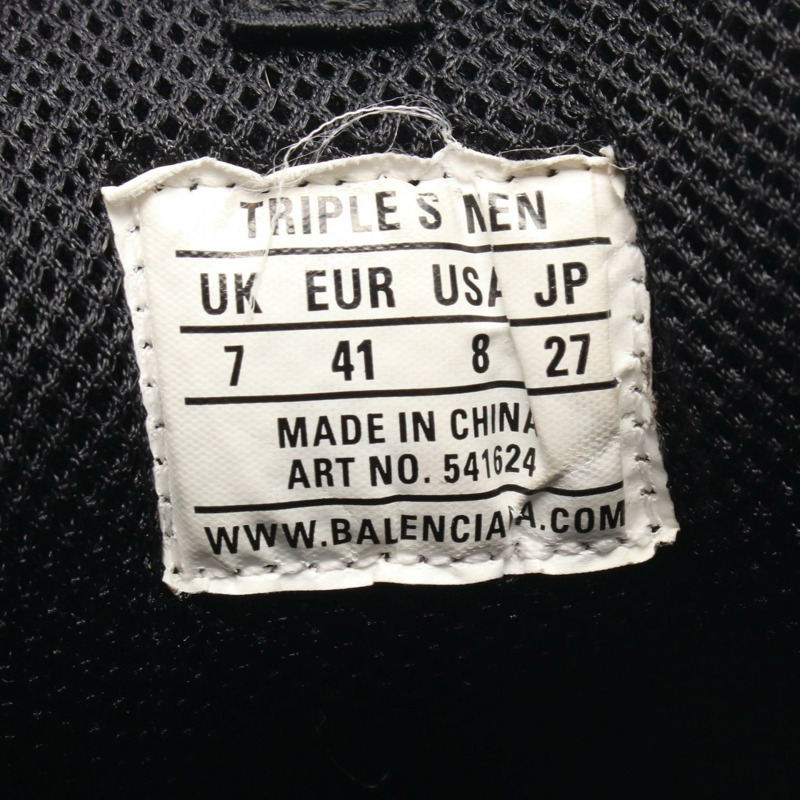 TRIPLE S MEN
UK EUR USA JP
7 41 8 27
MADE IN CHINA
ART NO. 541624
WWW.BALENCIAGA.COM